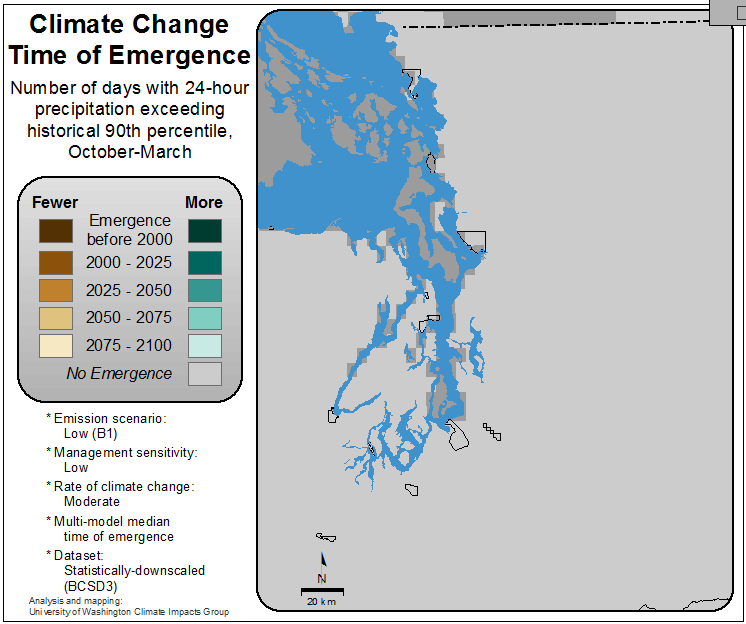 Climate Change
Time of Emergence
Number of days with 24-hour
precipitation exceeding
historical 90th percentile,
October-March
Fewer More
Emergence
before 2000
2000 - 2025
2025 - 2050
2050 - 2075
2075 - 2100
No Emergence
* Emission scenario:
Low (B1)
* Management sensitivity:
Low
* Rate of climate change:
Moderate
* Multi-model median
time of emergence
* Dataset:
Statistically-downscaled
(BCSD3)
Analysis and mapping:
University of Washington Climate Impacts Group
N
20 km